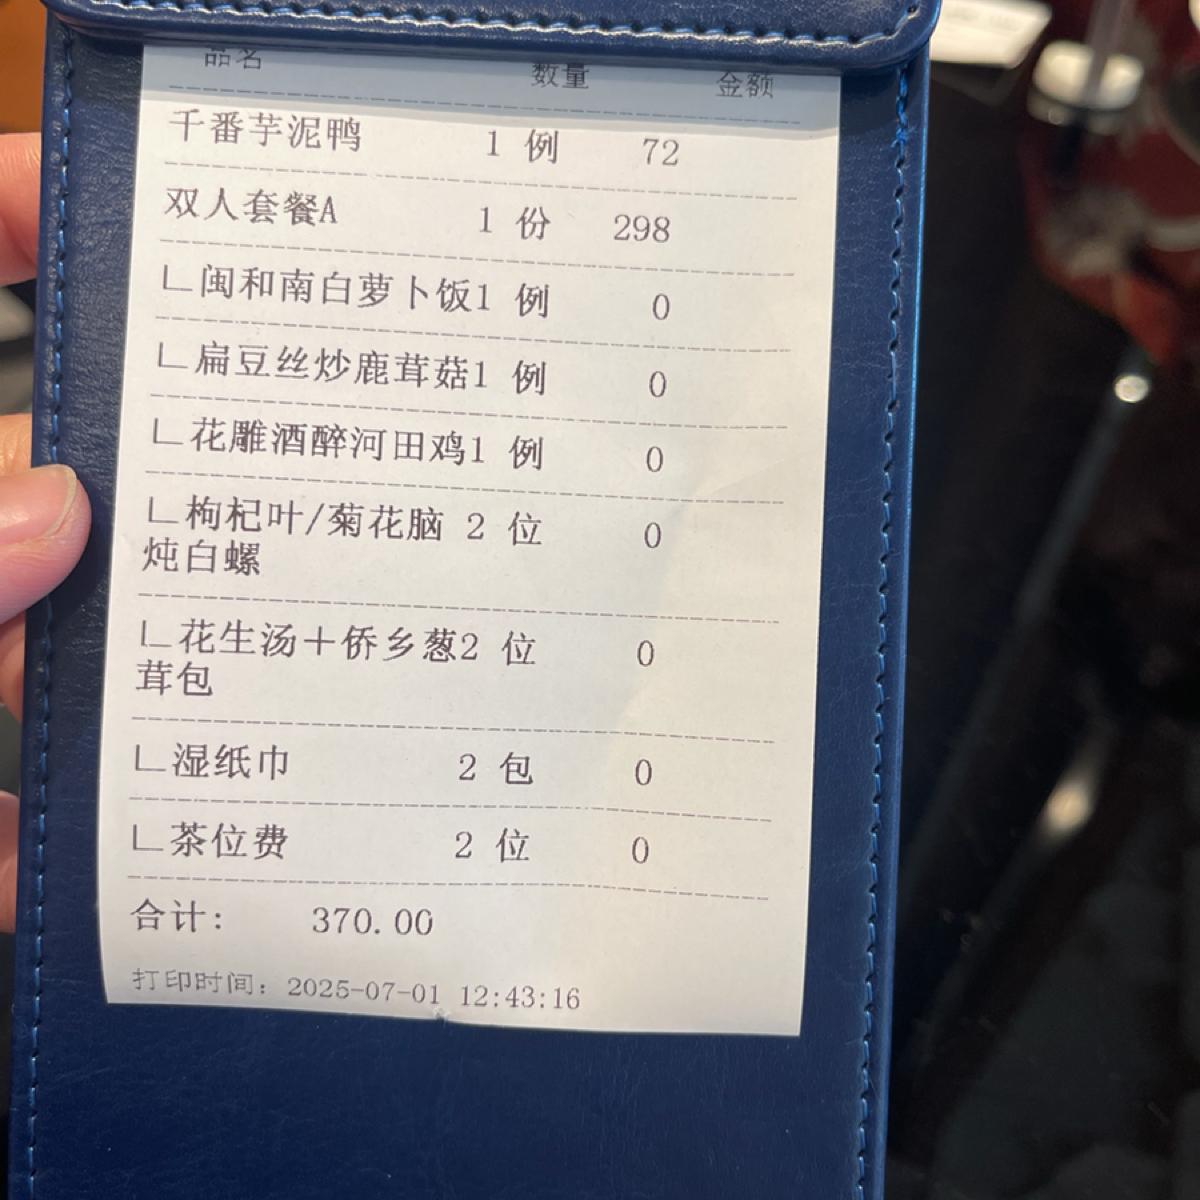 品名 数量 金额
千番芋泥鸭 1 例 72
双人套餐A 1 份 298
∟闽和南白萝卜饭1 例 0
∟扁豆丝炒鹿茸菇1 例 0
∟花雕酒醉河田鸡1 例 0
∟枸杞叶/菊花脑 2 位 0
炖白螺
∟花生汤＋侨乡葱2 位 0
茸包
∟湿纸巾 2 包 0
∟茶位费 2 位 0
合计: 370.00
打印时间: 2025-07-01 12:43:16